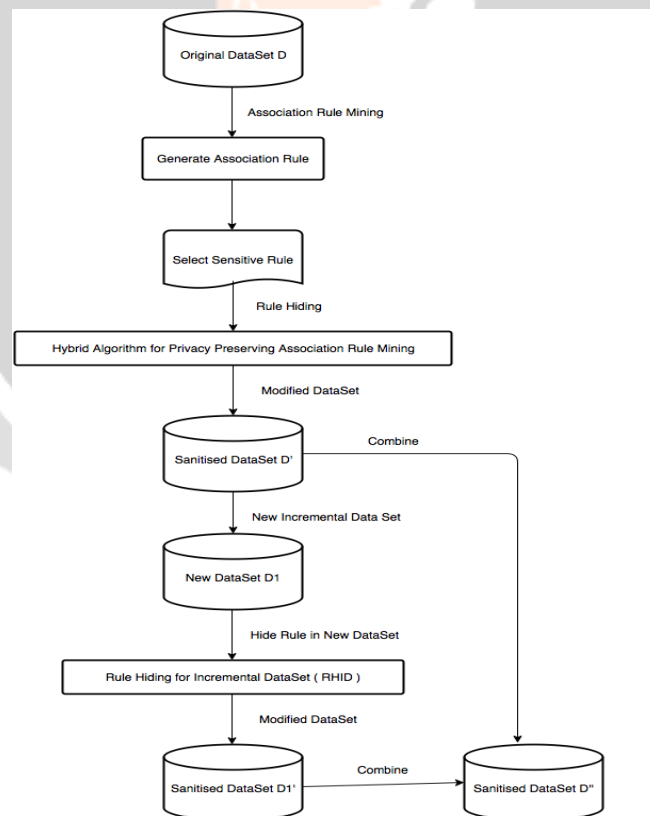 Original DataSet D
Association Rule Mining
Generate Association Rule
Select Sensitive Rule
Rule Hiding
Hybrid Algorithm for Privacy Preserving Association Rule Mining
Modified DataSet
Sanitised DataSet D'
Combine
New Incremental Data Set
New DataSet D1
Hide Rule in New DataSet
Rule Hiding for Incremental DataSet ( RHID )
Modified DataSet
Sanitised DataSet D1'
Combine
Sanitised DataSet D"